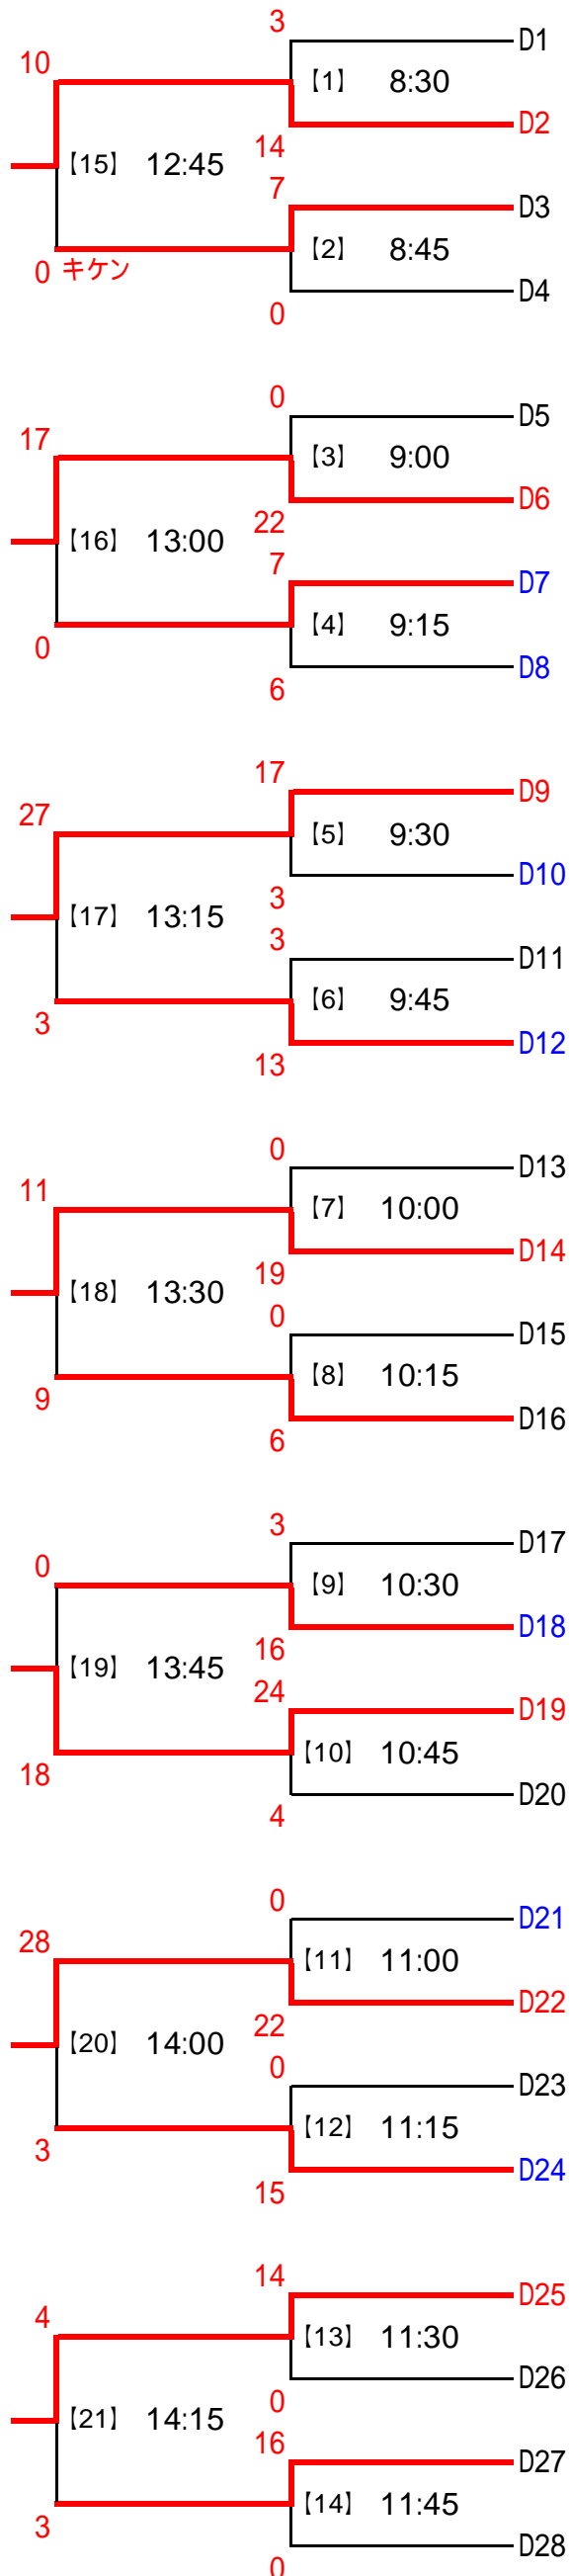 3
D1
10
【1】 8:30
D2
14
【15】 12:45
7
D3
【2】 8:45
0 キケン
D4
0
0
D5
17
【3】 9:00
D6
22
【16】 13:00
7
D7
【4】 9:15
0
D8
6
17
D9
27
【5】 9:30
D10
3
【17】 13:15
3
D11
【6】 9:45
3
D12
13
0
D13
11
【7】 10:00
D14
19
【18】 13:30
0
D15
【8】 10:15
9
D16
6
3
D17
0
【9】 10:30
D18
16
【19】 13:45
24
D19
【10】 10:45
18
D20
4
0
D21
28
【11】 11:00
D22
22
【20】 14:00
0
D23
【12】 11:15
3
D24
15
14
D25
4
【13】 11:30
D26
0
【21】 14:15
16
D27
【14】 11:45
3
D28
0